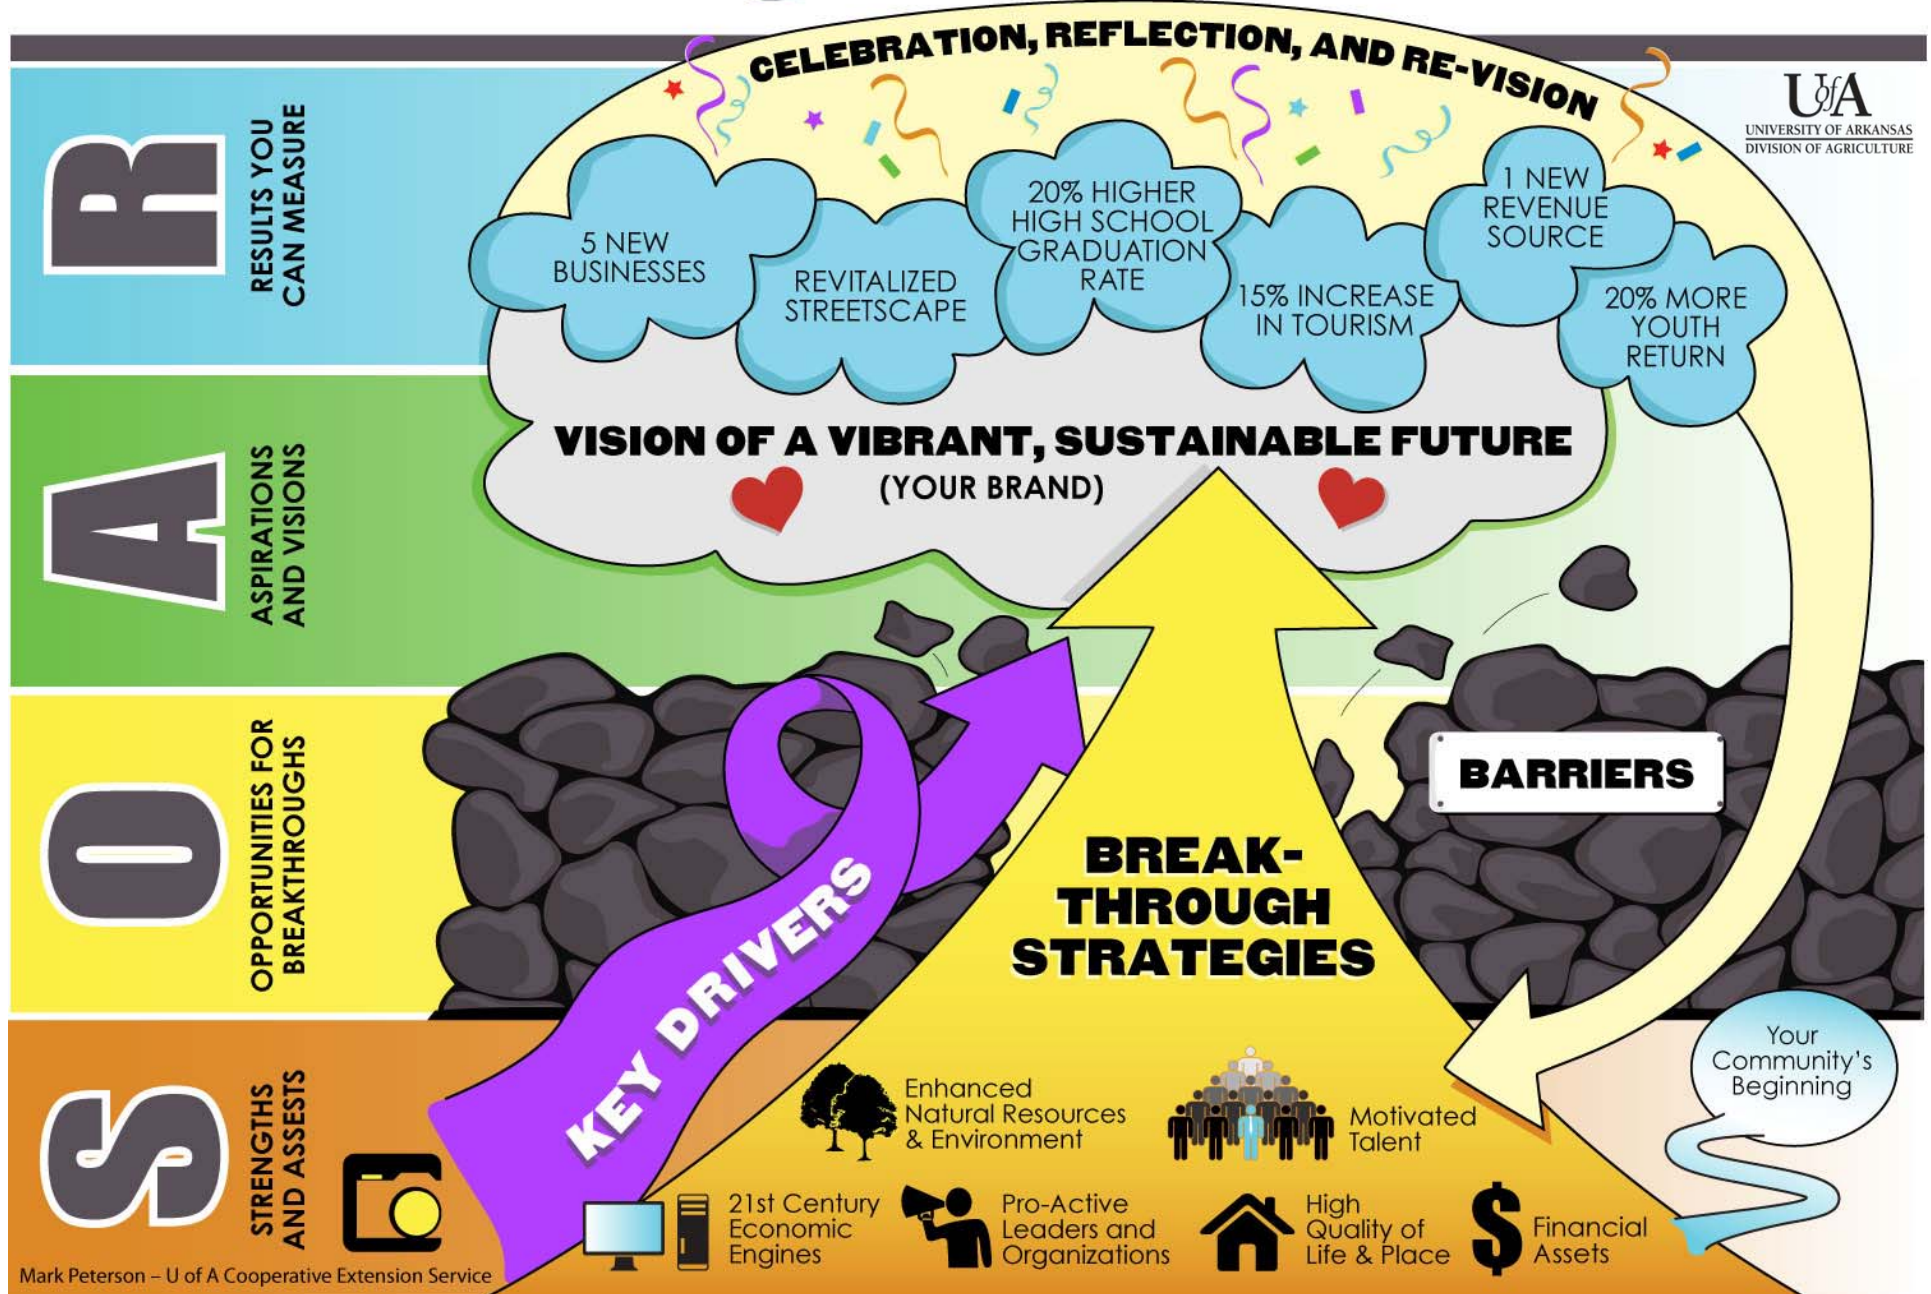 CELEBRATION, REFLECTION, AND RE-VISION
UofA
UNIVERSITY OF ARKANSAS
DIVISION OF AGRICULTURE
R
RESULTS YOU
CAN MEASURE
5 NEW
BUSINESSES
REVITALIZED
STREETSCAPE
20% HIGHER
HIGH SCHOOL
GRADUATION
RATE
15% INCREASE
IN TOURISM
1 NEW
REVENUE
SOURCE
20% MORE
YOUTH
RETURN
A
ASPIRATIONS
AND VISIONS
VISION OF A VIBRANT, SUSTAINABLE FUTURE
(YOUR BRAND)
O
OPPORTUNITIES FOR
BREAKTHROUGHS
BARRIERS
BREAK-
THROUGH
STRATEGIES
KEY DRIVERS
S
STRENGTHS
AND ASSESTS
Enhanced
Natural Resources
& Environment
Motivated
Talent
Your
Community's
Beginning
21st Century
Economic
Engines
Pro-Active
Leaders and
Organizations
High
Quality of
Life & Place
$
Financial
Assets
Mark Peterson – U of A Cooperative Extension Service